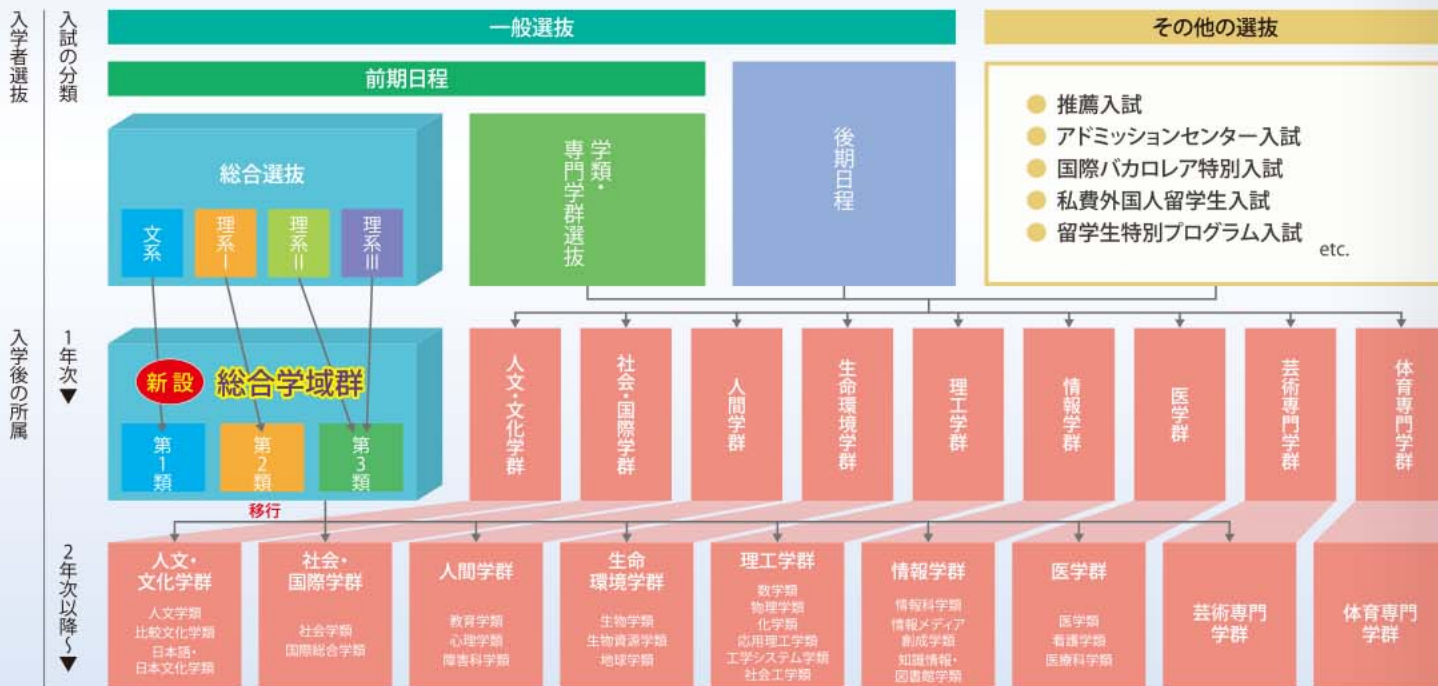 入学者選抜
入試の分類
一般選抜
その他の選抜
前期日程
総合選抜
文系
理系Ⅰ
理系Ⅱ
理系Ⅲ
学類・
専門学群選抜
後期日程
● 推薦入試
● アドミッションセンター入試
● 国際バカロレア特別入試
● 私費外国人留学生入試
● 留学生特別プログラム入試
etc.
入学後の所属
1年次▼
新設
総合学域群
第1類
第2類
第3類
人文・文化学群
社会・国際学群
人間学群
生命環境学群
理工学群
情報学群
医学群
芸術専門学群
体育専門学群
移行
2年次以降~▼
人文・
文化学群
人文学類
比較文化学類
日本語・
日本文化学類
社会・
国際学群
社会学類
国際総合学類
人間学群
教育学類
心理学類
障害科学類
生命
環境学群
生物学類
生物資源学類
地球学類
理工学群
数学類
物理学類
化学類
応用理工学類
工学システム学類
社会工学類
情報学群
情報科学類
情報メディア
創成学類
知識情報・
図書館学類
医学群
医学類
看護学類
医療科学類
芸術専門
学群
体育専門
学群